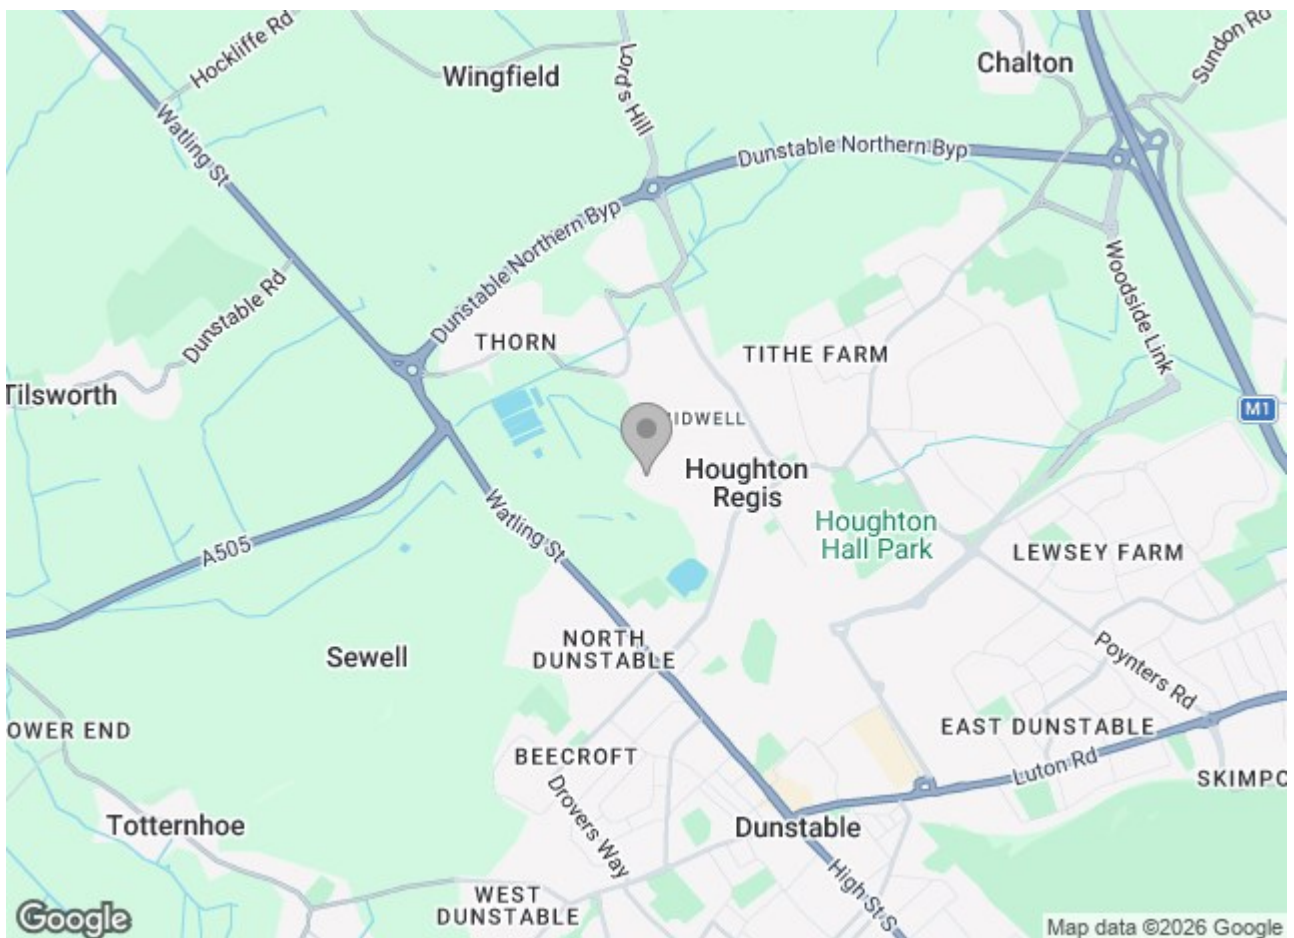 Hockliffe Rd
Wingfield
Lord's Hill
Chalton
Sundon Rd
Watling St
Dunstable Northern Byp
Dunstable Northern Byp
Woodside Link
Dunstable Rd
THORN
TITHE FARM
Tilsworth
M1
IDWELL
Houghton
Regis
Watling St
Houghton
Hall Park
A505
LEWSEY FARM
NORTH
DUNSTABLE
Sewell
Poynters Rd
OWER END
EAST DUNSTABLE
BEECROFT
Luton Rd
SKIMPO
Drovers Way
Totternhoe
Dunstable
High St S
WEST
DUNSTABLE
Google
Map data ©2026 Google